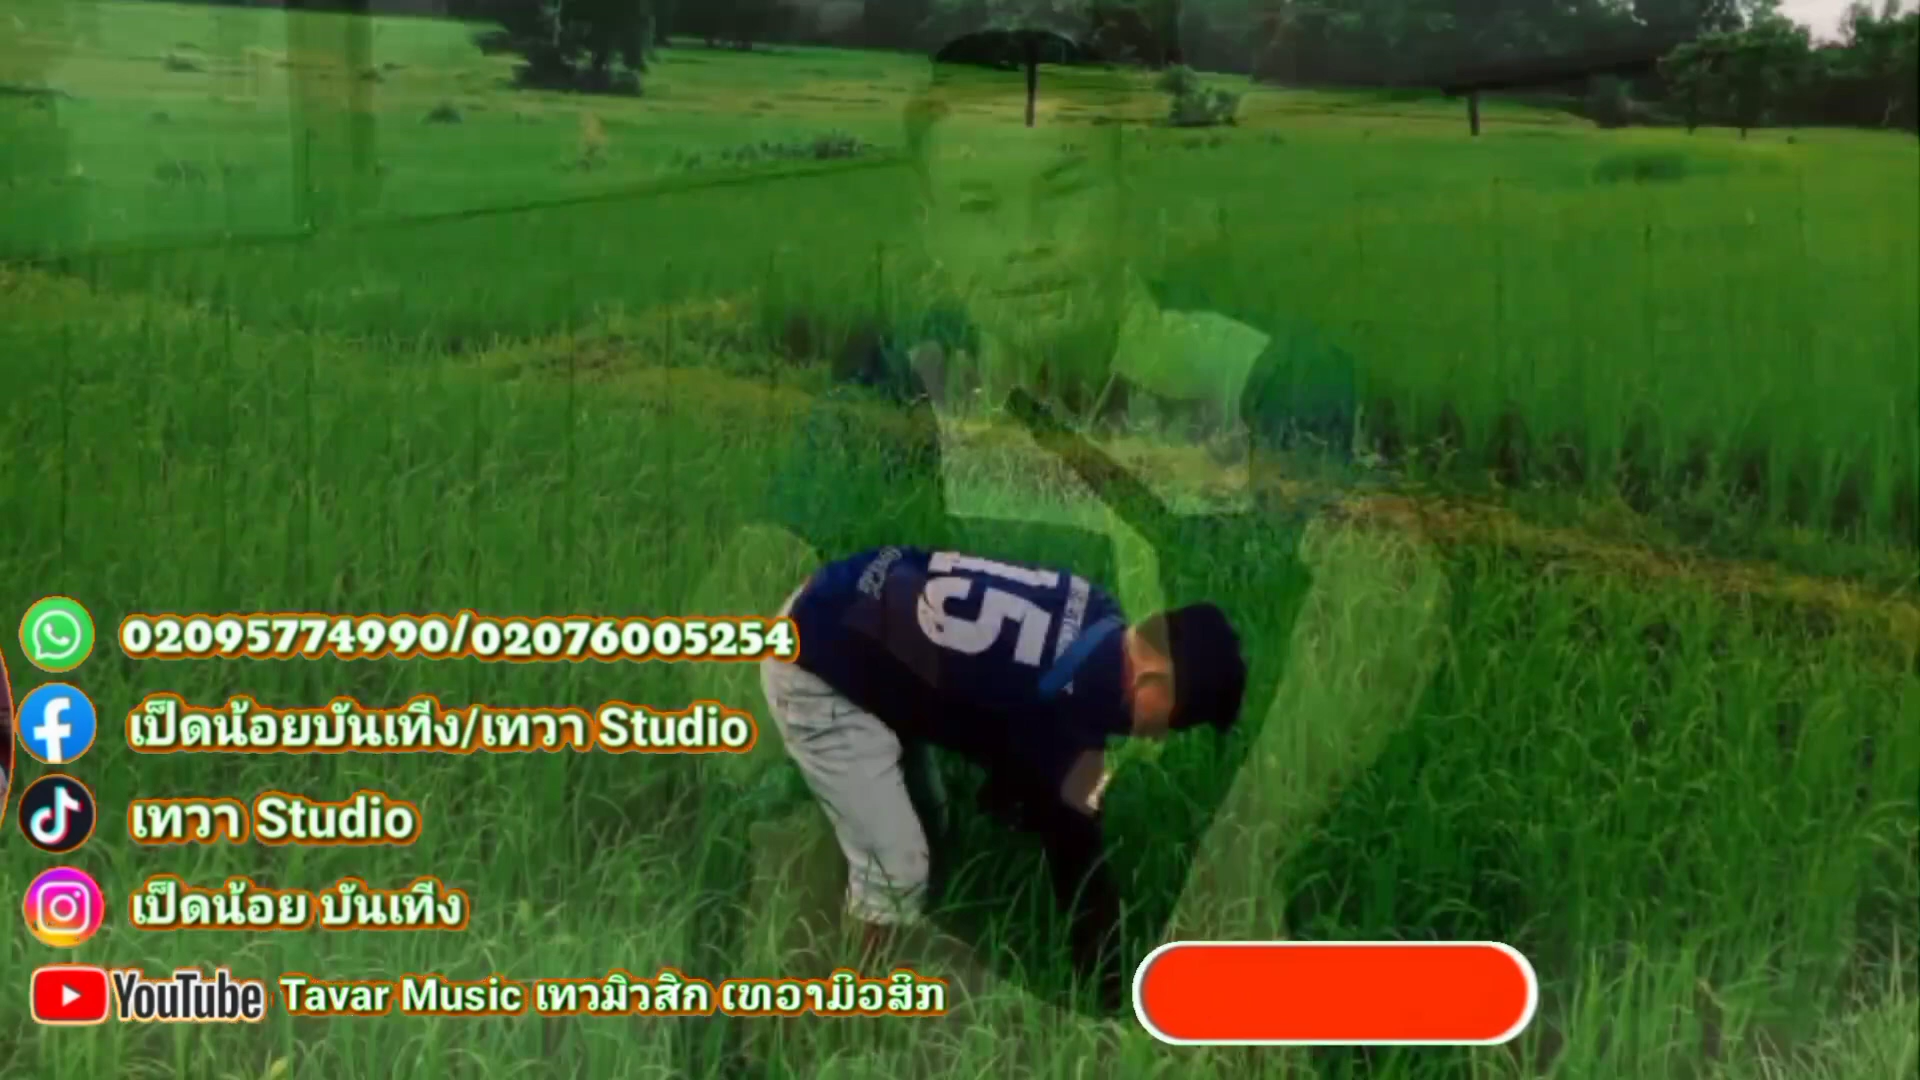 02095774990/02076005254
เป็ดน้อยบันเทีง/เทวา Studio
เทวา Studio
เป็ดน้อย บันเทีง
YouTube Tavar Music เทวมิวสิก ເທວາມິວສິກ
15